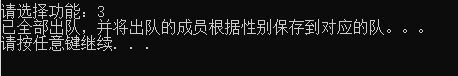 请选择功能：3
已全部出队，并将出队的成员根据性别保存到对应的队。。。
请按任意键继续. . .